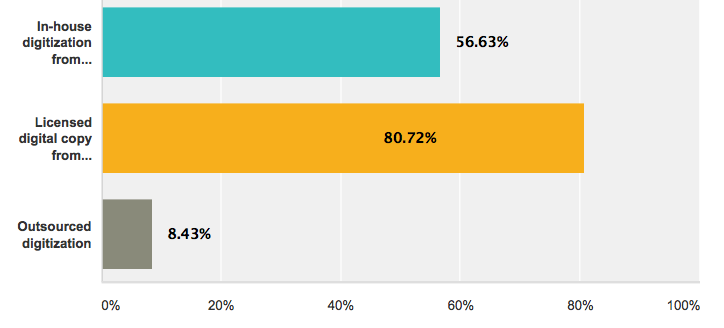 In-house
digitization
from...
56.63%
Licensed
digital copy
from...
80.72%
Outsourced
digitization
8.43%
0% 20% 40% 60% 80% 100%